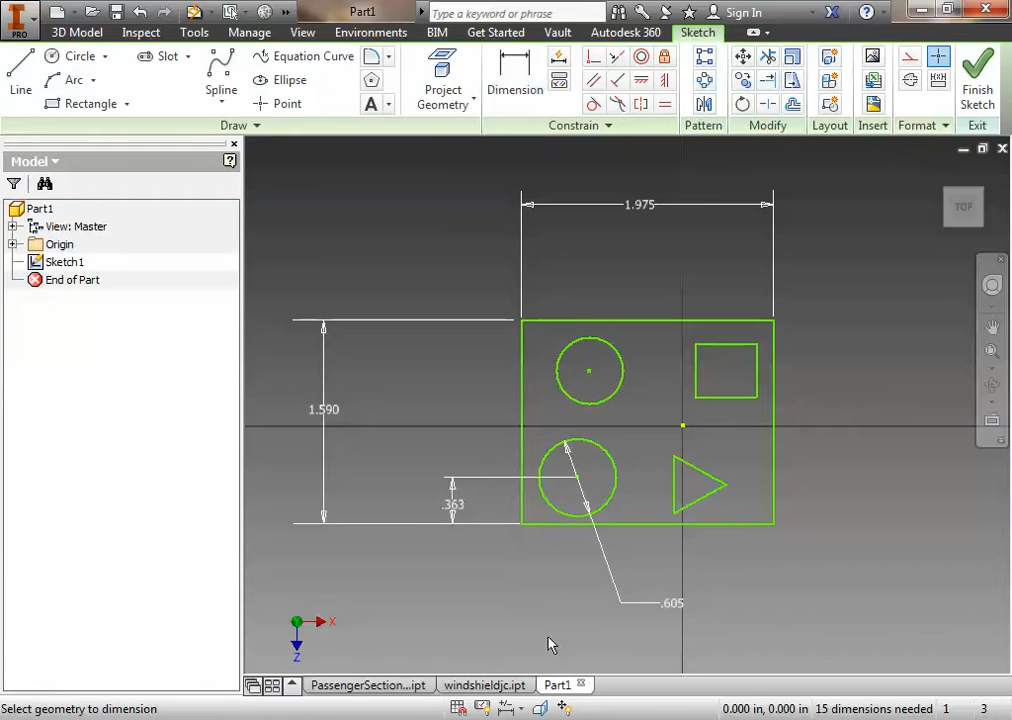 Part1
Type a keyword or phrase
Sign In
PRO
3D Model Inspect Tools Manage View Environments BIM Get Started Vault Autodesk 360 Sketch
Line
Circle
Arc
Rectangle
Slot
Spline
Equation Curve
Ellipse
Point
A
Project
Geometry
Dimension
Finish
Sketch
Draw Constrain Pattern Modify Layout Insert Format Exit
Model
Part1
View: Master
Origin
Sketch1
End of Part
1.975
TOP
1.590
.363
.605
X
Z
PassengerSection...ipt windshieldjc.ipt Part1
Select geometry to dimension
0.000 in, 0.000 in 15 dimensions needed 1 3